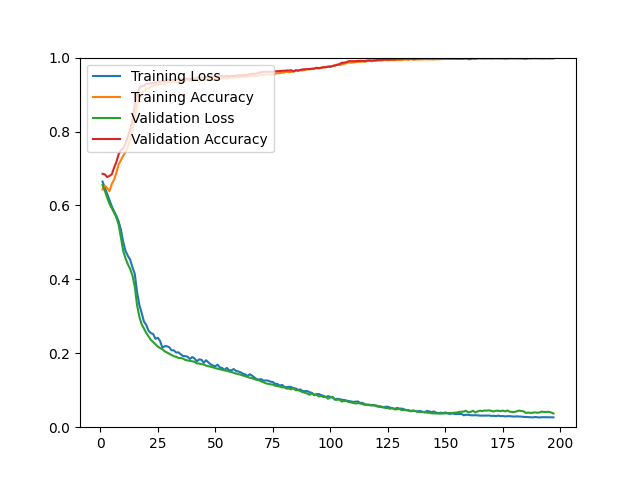 1.0
0.8
0.6
0.4
0.2
0.0
Training Loss
Training Accuracy
Validation Loss
Validation Accuracy
0 25 50 75 100 125 150 175 200